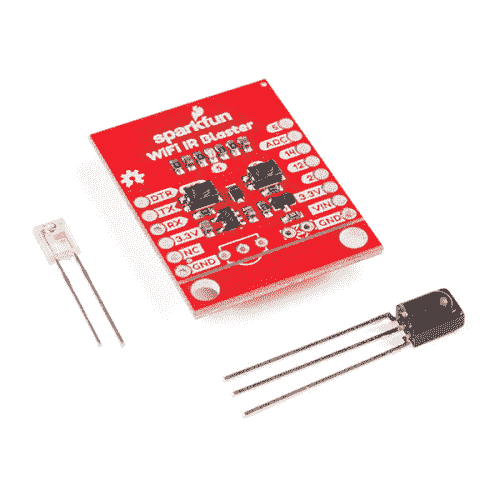 sparkfun
WiFi IR Blaster
DTR
TX
RX
3.3V
NC
GND
5
ADC
14
12
2
3.3V
VIN
GND